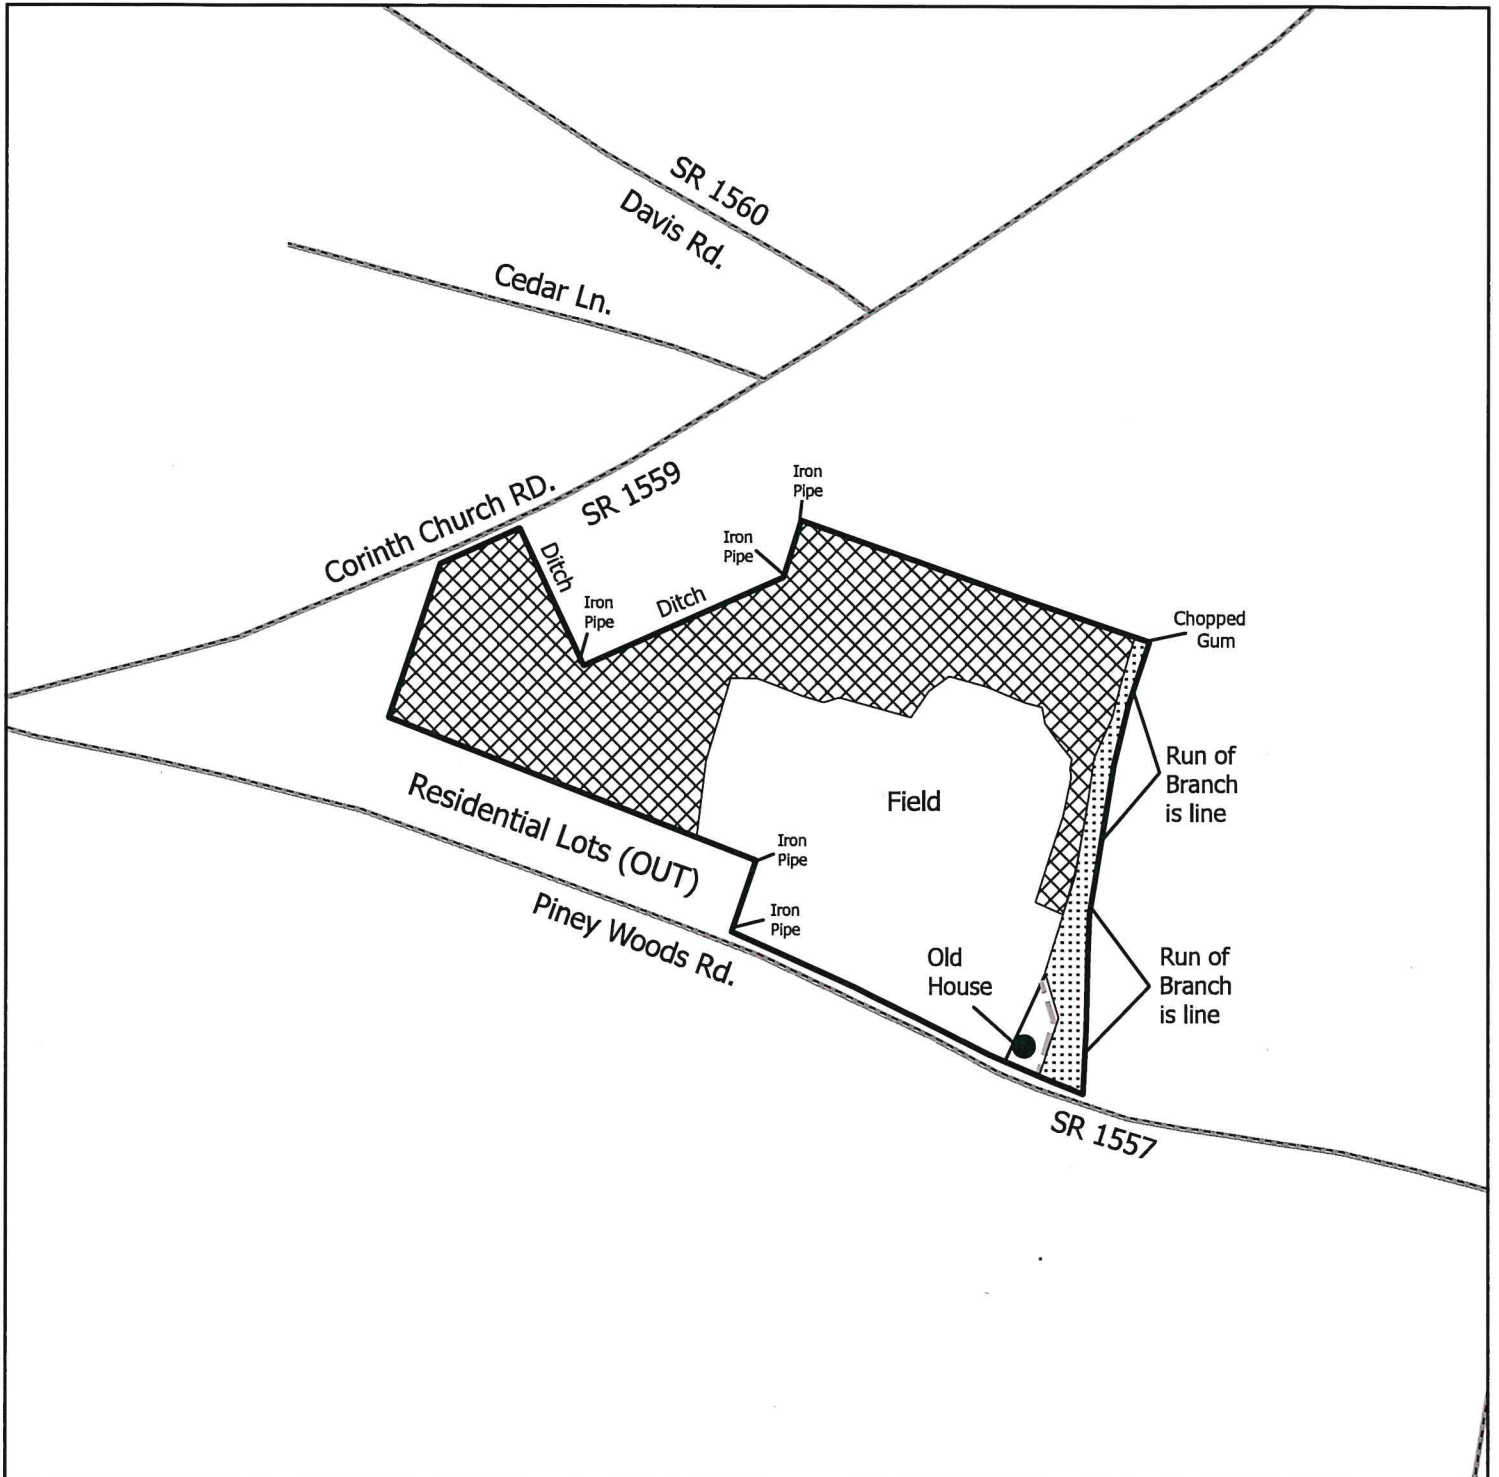 SR 1560
Davis Rd.
Cedar Ln.
Corinth Church RD.
SR 1559
Iron
Pipe
Iron
Pipe
Ditch
Iron
Pipe
Ditch
Chopped
Gum
Run of
Branch
is line
Field
Residential Lots (OUT)
Iron
Pipe
Piney Woods Rd.
Iron
Pipe
Old
House
Run of
Branch
is line
SR 1557